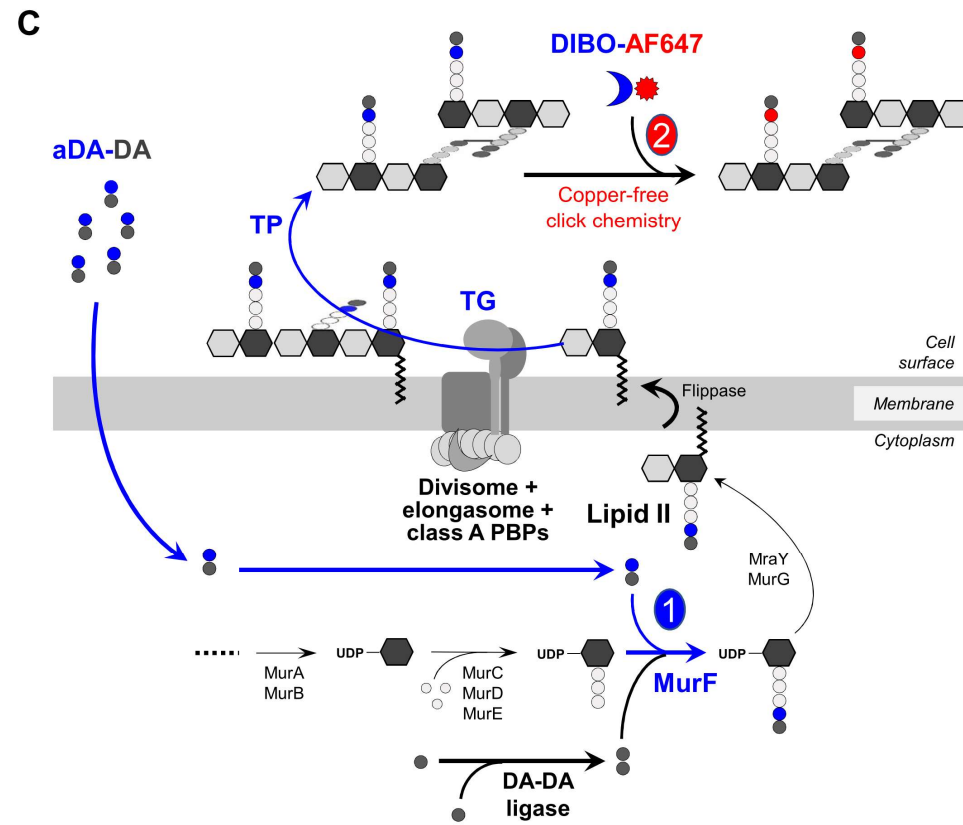 C
DIBO-AF647
aDA-DA
2
Copper-free
click chemistry
TP
TG
Cell
surface
Flippase
Membrane
Cytoplasm
Divisome +
elongasome +
class A PBPs
Lipid II
MraY
MurG
1
UDP
UDP
UDP
MurA
MurB
MurC
MurD
MurE
MurF
DA-DA
ligase